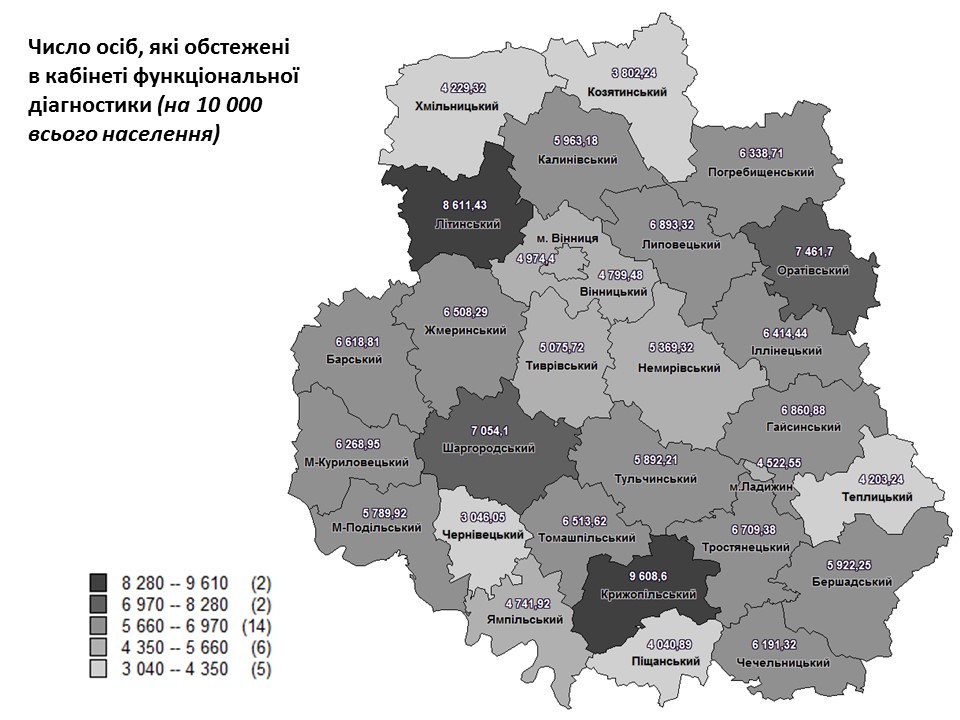 Число осіб, які обстежені
в кабінеті функціональної
діагностики (на 10 000
всього населення)
3 802,24
Козятинський
4 229,32
Хмільницький
5 963,18
Калинівський
6 338,71
Погребищенський
8 611,43
Літинський
6 893,32
Липовецький
м. Вінниця
4 974,4
7 461,7
Оратівський
4 799,48
Вінницький
6 508,29
Жмеринський
6 618,81
Барський
5 075,72
Тиврівський
5 369,32
Немирівський
6 414,44
Іллінецький
6 860,88
Гайсинський
7 054,1
Шаргородський
6 268,95
М-Куриловецький
5 892,21
Тульчинський
4 522,55
м.Ладижин
4 203,24
Теплицький
5 789,92
М-Подільський
3 046,05
Чернівецький
6 513,62
Томашпільський
6 709,38
Тростянецький
5 922,25
Бершадський
9 608,6
Крижопільський
4 741,92
Ямпільський
4 040,89
Піщанський
6 191,32
Чечельницький
8 280 -- 9 610 (2)
6 970 -- 8 280 (2)
5 660 -- 6 970 (14)
4 350 -- 5 660 (6)
3 040 -- 4 350 (5)